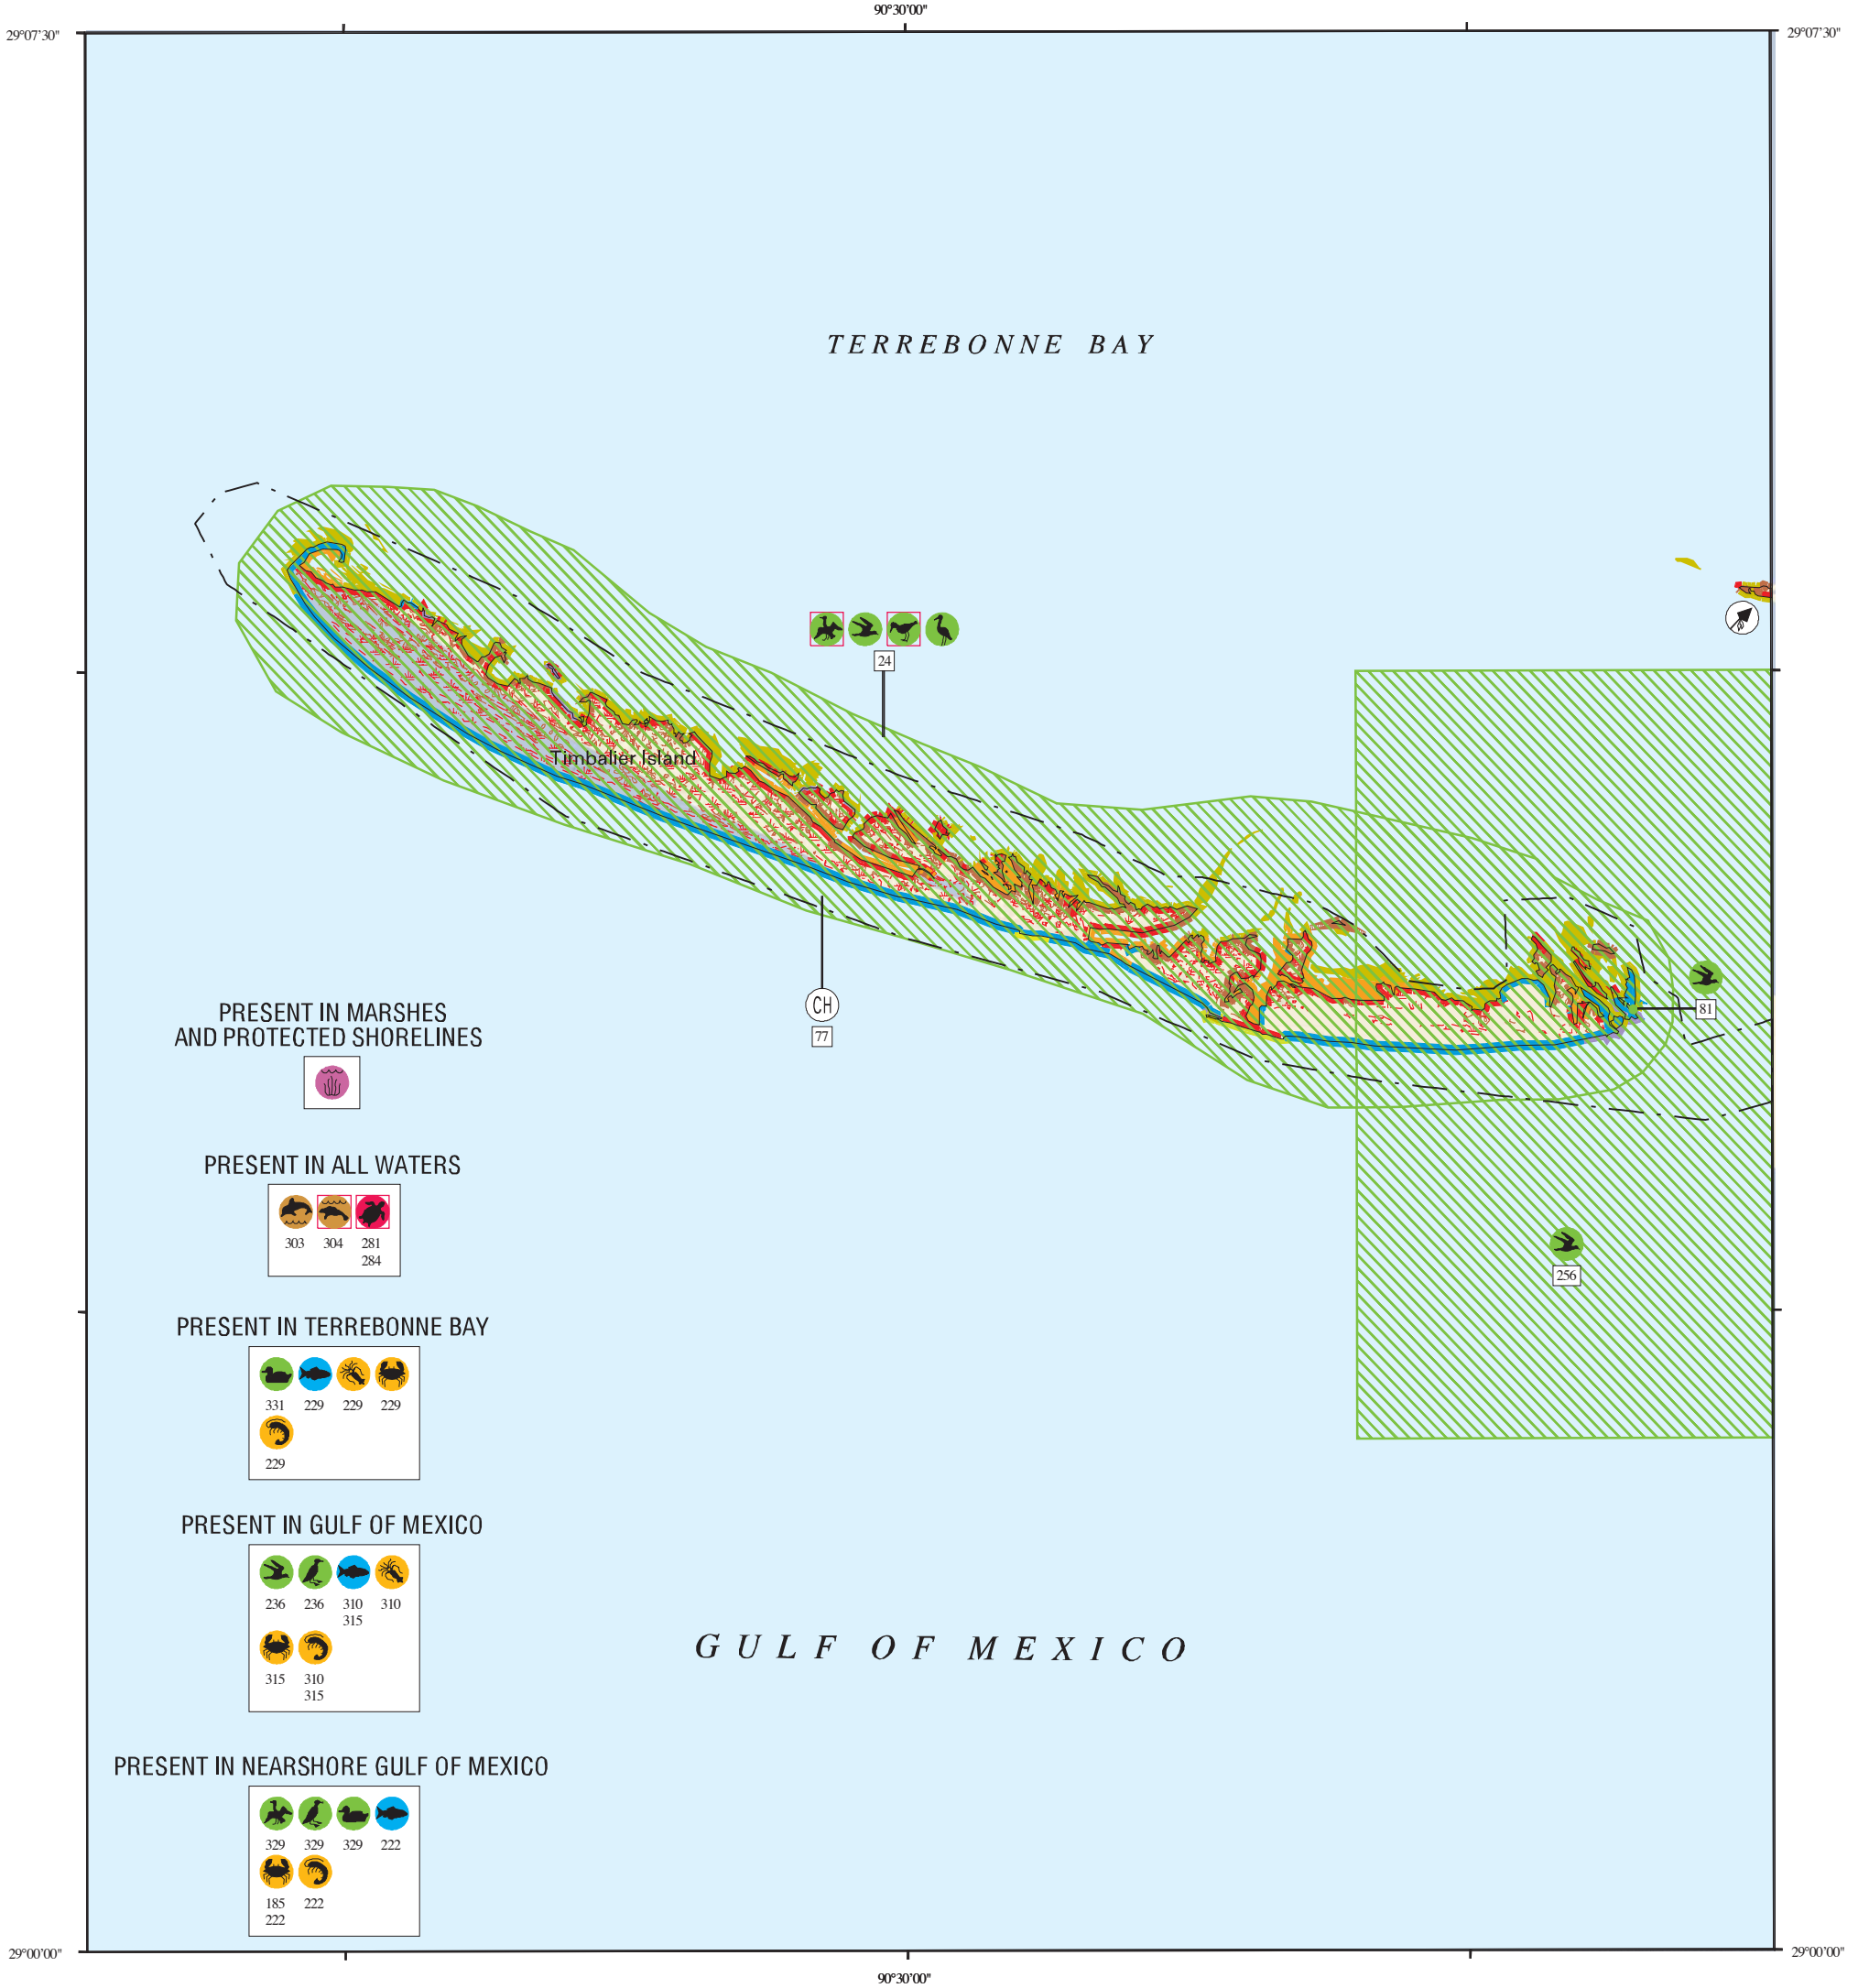 90°30'00"
29°07'30"
29°07'30"
TERREBONNE BAY
24
Timbalier Island
81
CH
77
PRESENT IN MARSHES
AND PROTECTED SHORELINES
PRESENT IN ALL WATERS
303 304 281
284
256
PRESENT IN TERREBONNE BAY
331 229 229 229
229
PRESENT IN GULF OF MEXICO
236 236 310 310
315
GULF OF MEXICO
315 310
315
PRESENT IN NEARSHORE GULF OF MEXICO
329 329 329 222
185 222
222
29°00'00"
29°00'00"
90°30'00"